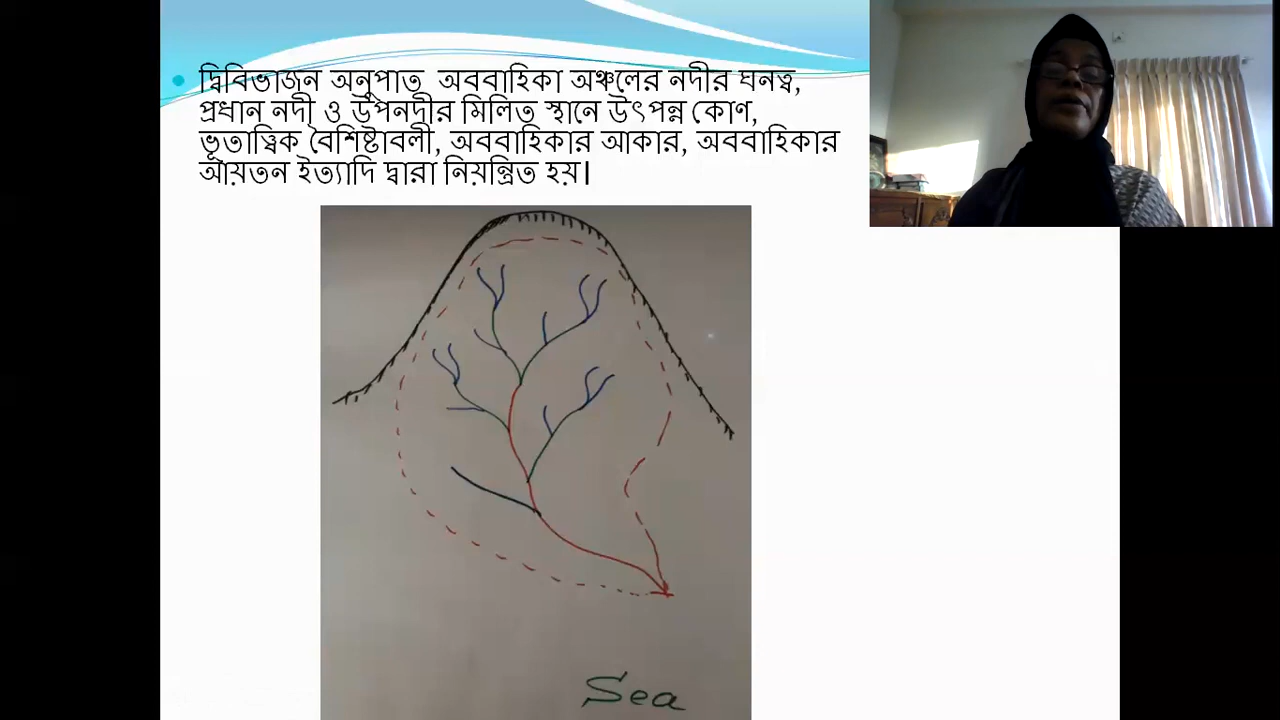 দ্বিবিভাজন অনুপাত অববাহিকা অঞ্চলের নদীর ঘনত্ব,
প্রধান নদী ও উপনদীর মিলিত স্থানে উৎপন্ন কোণ,
ভূতাত্ত্বিক বৈশিষ্টাবলী, অববাহিকার আকার, অববাহিকার
আয়তন ইত্যাদি দ্বারা নিয়ন্ত্রিত হয়।
Sea